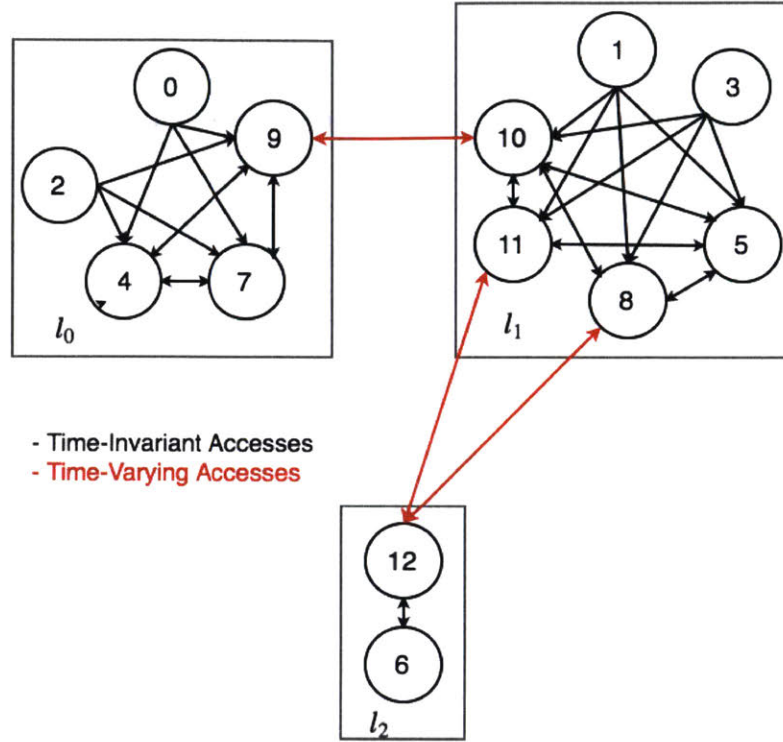 1
0
3
9
10
2
11
5
4
7
8
l₀
l₁
- Time-Invariant Accesses
- Time-Varying Accesses
12
6
l₂